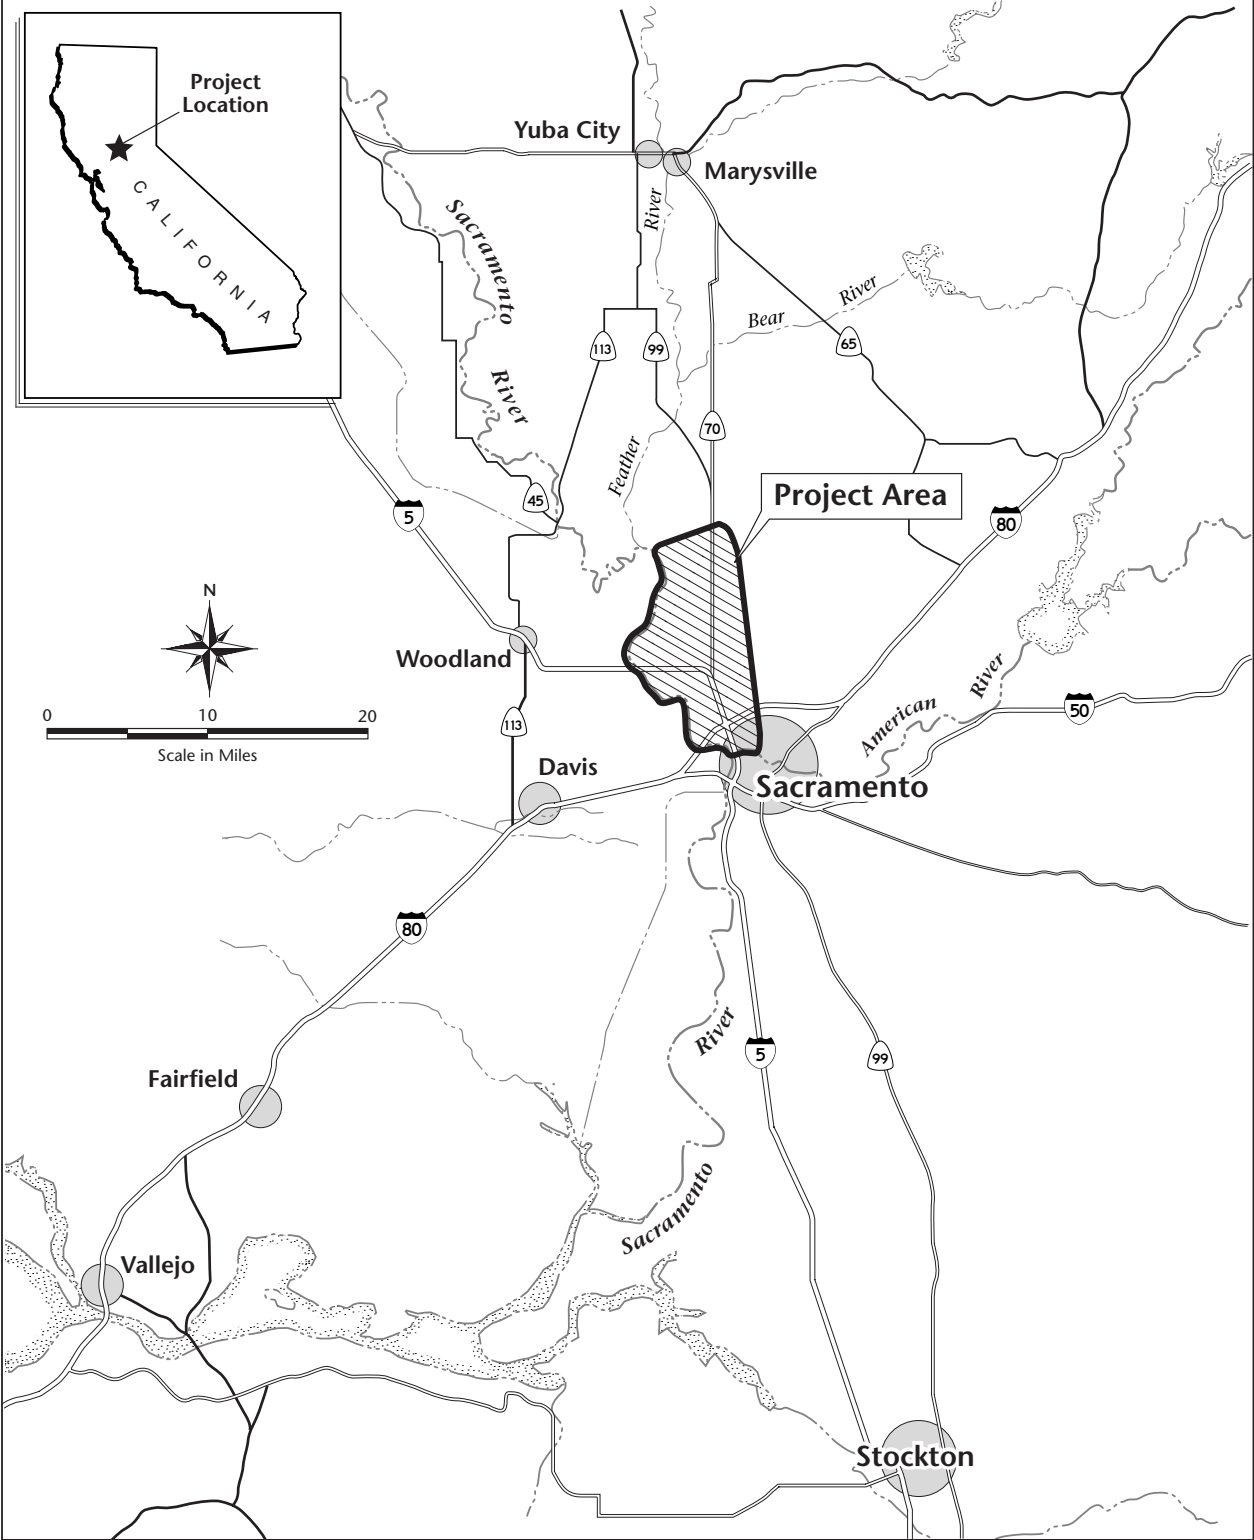 Project
Location
CALIFORNIA
Yuba City
Marysville
Sacramento
River
River
Bear
River
113
99
65
70
Feather
45
5
Project Area
80
N
Woodland
0 10 20
Scale in Miles
113
American
River
50
Davis
Sacramento
80
River
5
99
Fairfield
Sacramento
Vallejo
Stockton